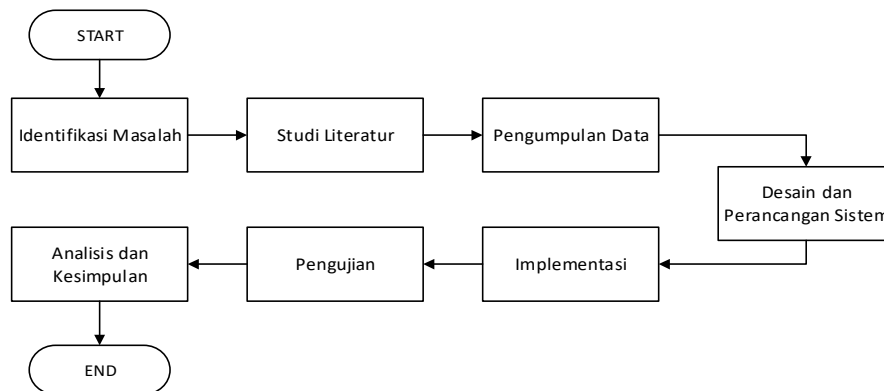 START
Identifikasi Masalah
Studi Literatur
Pengumpulan Data
Desain dan
Perancangan Sistem
Implementasi
Pengujian
Analisis dan
Kesimpulan
END